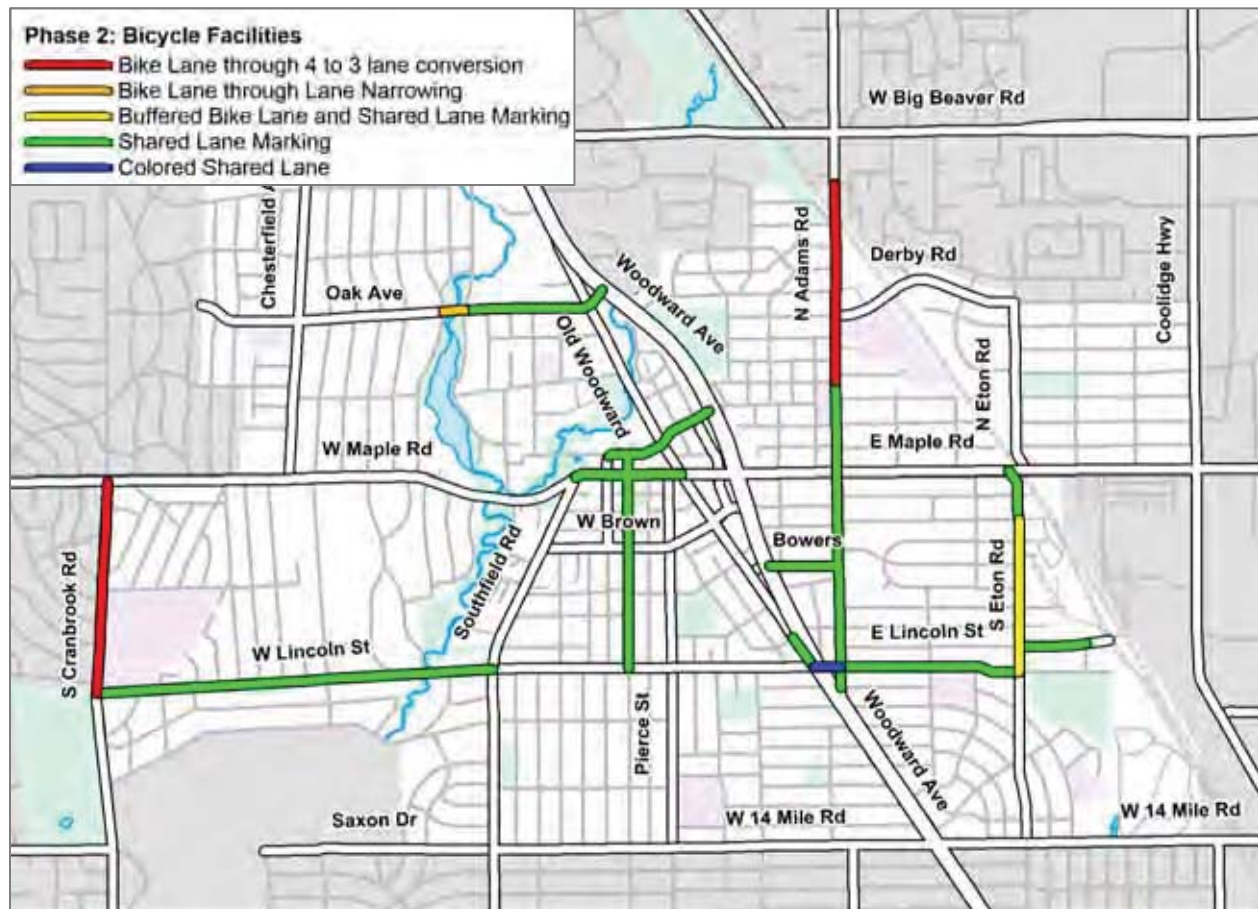 Phase 2: Bicycle Facilities
Bike Lane through 4 to 3 lane conversion
Bike Lane through Lane Narrowing
Buffered Bike Lane and Shared Lane Marking
Shared Lane Marking
Colored Shared Lane
W Big Beaver Rd
Chesterfield A
N Adams Rd
Derby Rd
Coolidge Hwy
Woodward Ave
Oak Ave
Old Woodward
N Eton Rd
W Maple Rd
E Maple Rd
W Brown
Bowers
S Cranbrook Rd
Southfield Rd
S Eton Rd
W Lincoln St
E Lincoln St
Pierce St
Woodward Ave
Saxon Dr
W 14 Mile Rd
W 14 Mile Rd